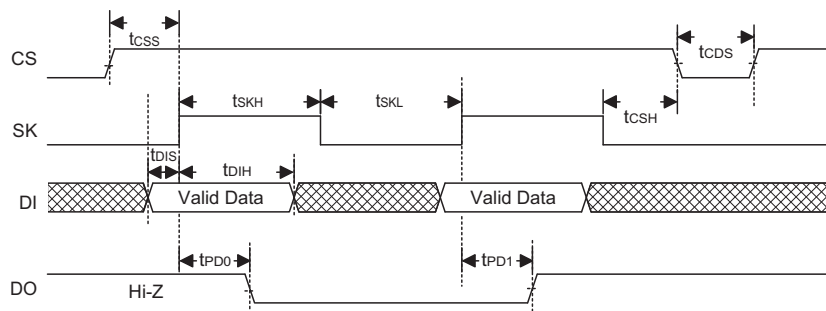 tCSS
tCDS
CS
tSKH
tSKL
tCSH
SK
tDIS
tDIH
DI
Valid Data
Valid Data
tPD0
tPD1
DO
Hi-Z